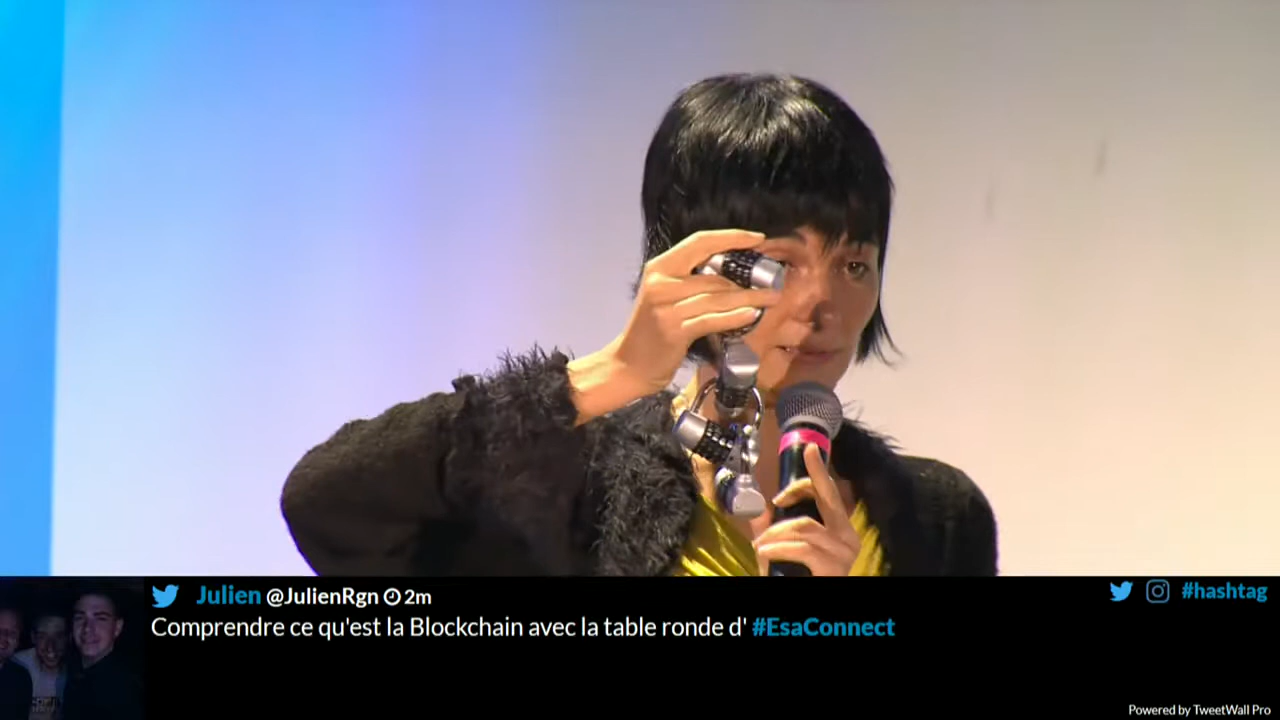 Julien @JulienRgn 2m
#hashtag
Comprendre ce qu'est la Blockchain avec la table ronde d' #EsaConnect
Powered by TweetWall Pro